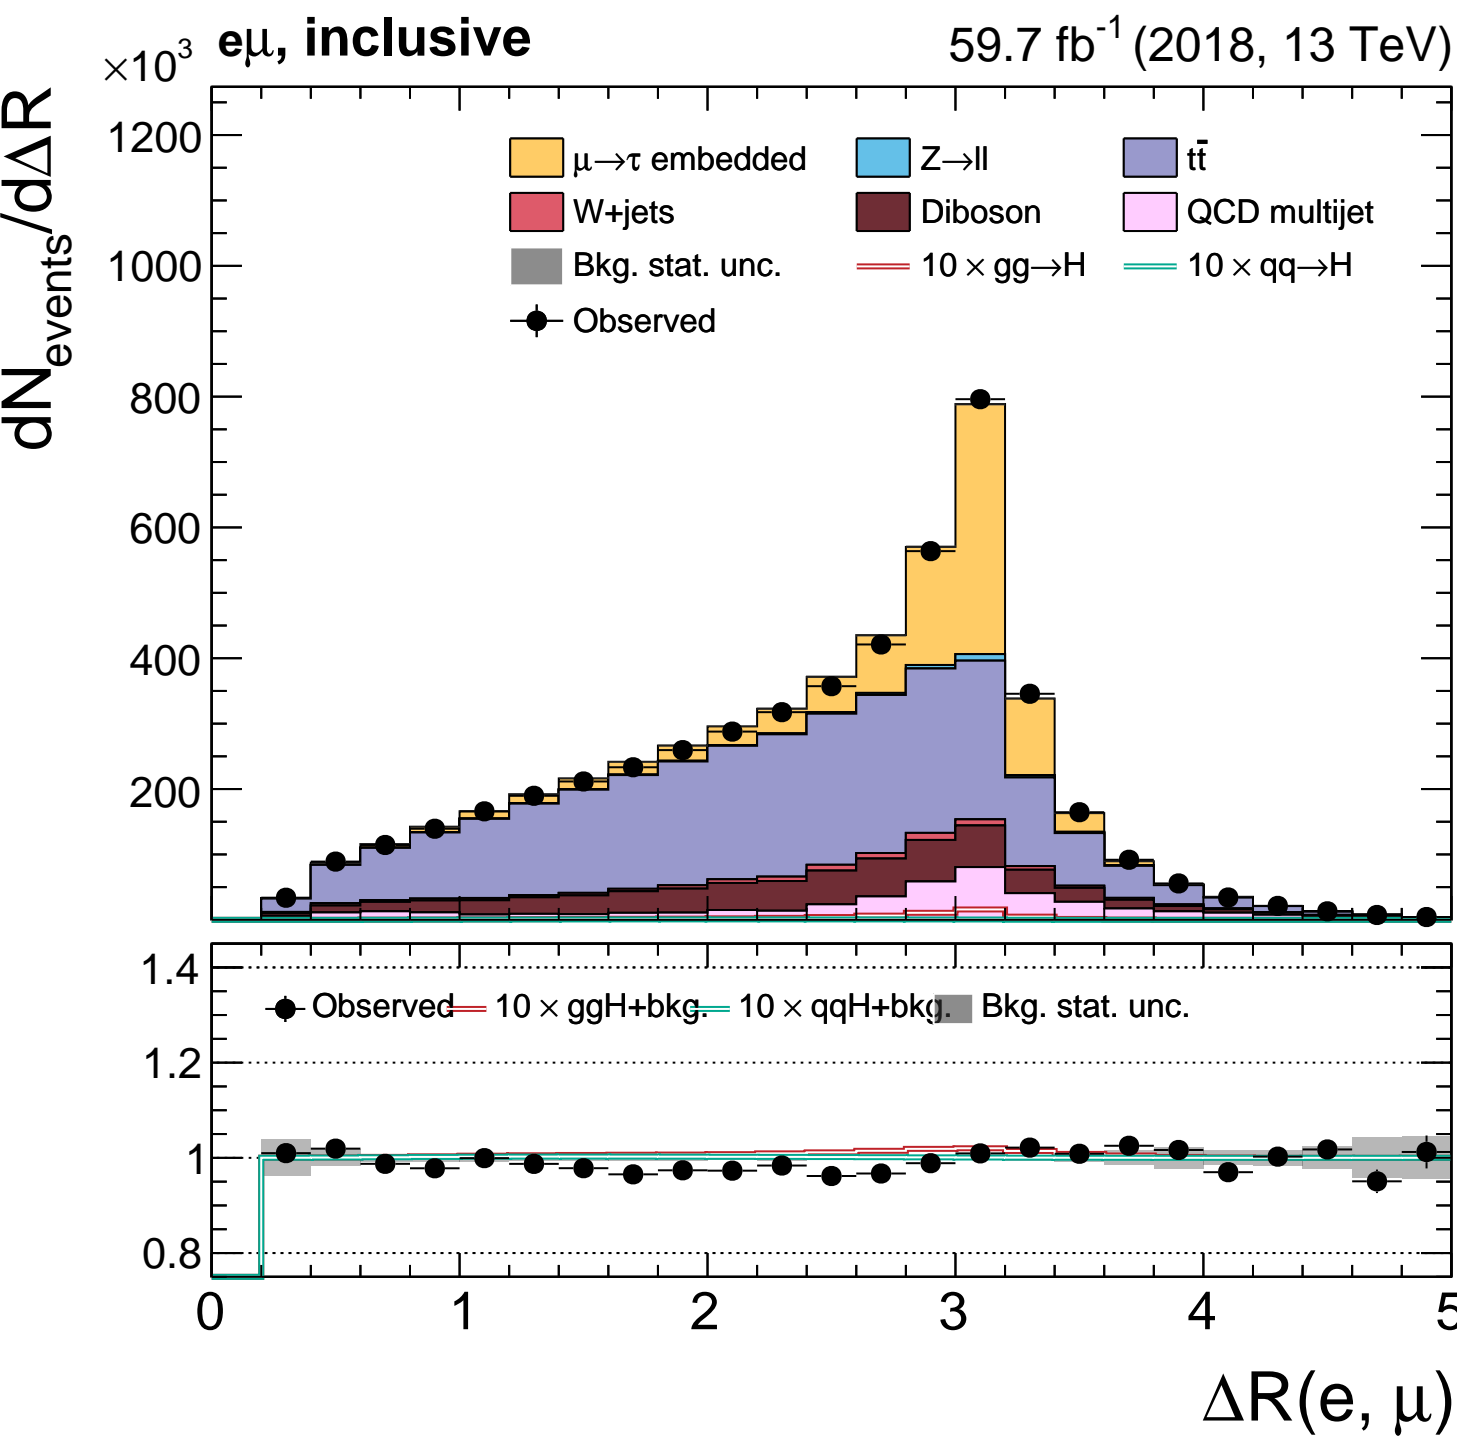 ×10³ eμ, inclusive 59.7 fb⁻¹ (2018, 13 TeV)
dN_events/dΔR
1200
1000
800
600
400
200
μ→τ embedded Z→ll tt̄
W+jets Diboson QCD multijet
Bkg. stat. unc. 10 × gg→H 10 × qq→H
Observed
1.4
1.2
1
0.8
Observed 10 × ggH+bkg. 10 × qqH+bkg. Bkg. stat. unc.
0 1 2 3 4 5
ΔR(e, μ)